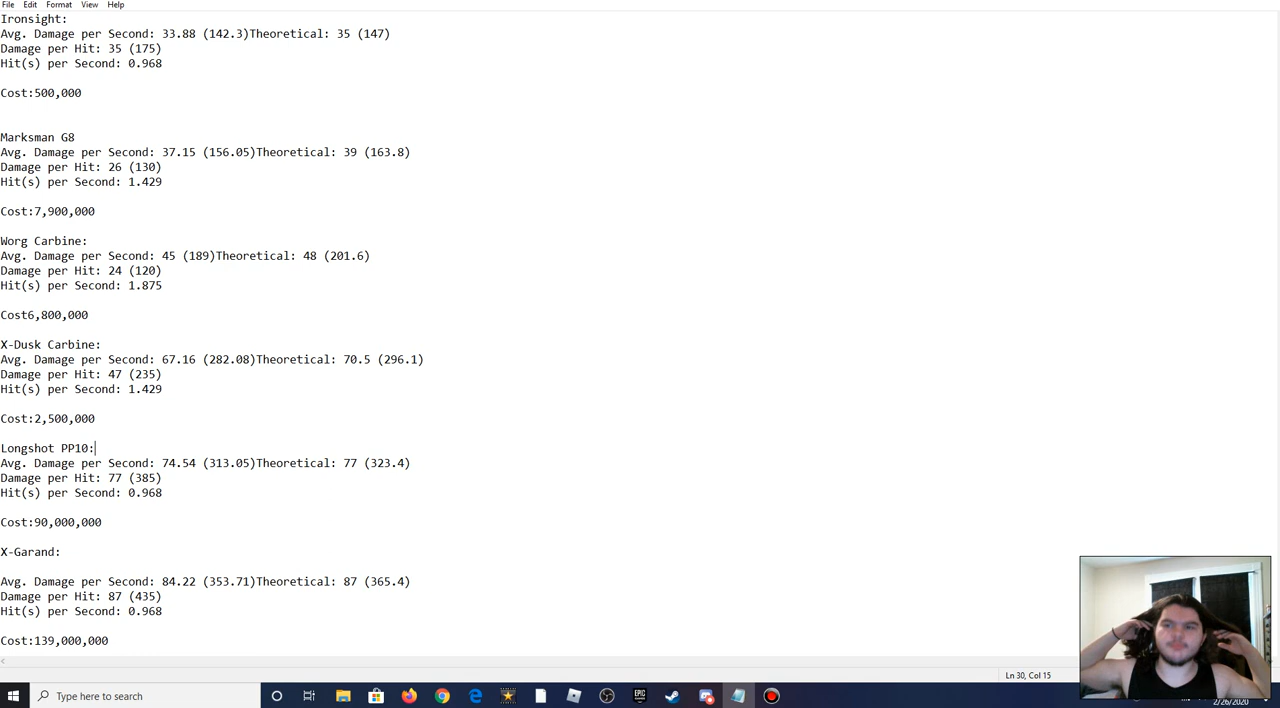 File Edit Format View Help
Ironsight:
Avg. Damage per Second: 33.88 (142.3)Theoretical: 35 (147)
Damage per Hit: 35 (175)
Hit(s) per Second: 0.968
Cost:500,000
Marksman G8
Avg. Damage per Second: 37.15 (156.05)Theoretical: 39 (163.8)
Damage per Hit: 26 (130)
Hit(s) per Second: 1.429
Cost:7,900,000
Worg Carbine:
Avg. Damage per Second: 45 (189)Theoretical: 48 (201.6)
Damage per Hit: 24 (120)
Hit(s) per Second: 1.875
Cost6,800,000
X-Dusk Carbine:
Avg. Damage per Second: 67.16 (282.08)Theoretical: 70.5 (296.1)
Damage per Hit: 47 (235)
Hit(s) per Second: 1.429
Cost:2,500,000
Longshot PP10:
Avg. Damage per Second: 74.54 (313.05)Theoretical: 77 (323.4)
Damage per Hit: 77 (385)
Hit(s) per Second: 0.968
Cost:90,000,000
X-Garand:
Avg. Damage per Second: 84.22 (353.71)Theoretical: 87 (365.4)
Damage per Hit: 87 (435)
Hit(s) per Second: 0.968
Cost:139,000,000
Ln 30, Col 15
Type here to search
EPIC
2/26/2020